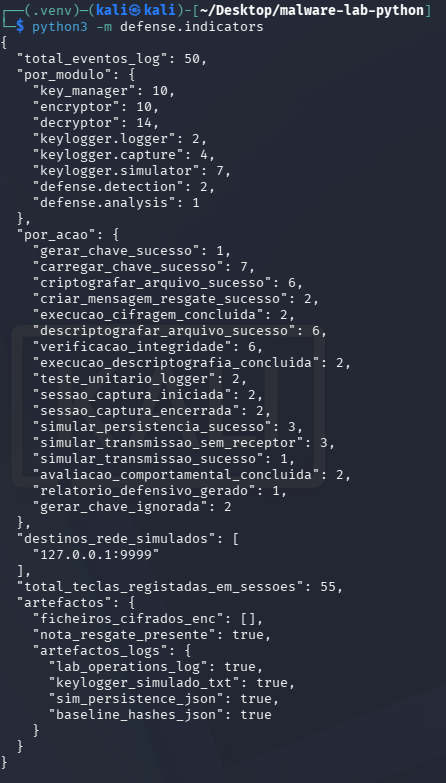 ┌──(.venv)─(kali㉿kali)-[~/Desktop/malware-lab-python]
└─$ python3 -m defense.indicators
{
  "total_eventos_log": 50,
  "por_modulo": {
    "key_manager": 10,
    "encryptor": 10,
    "decryptor": 14,
    "keylogger.logger": 2,
    "keylogger.capture": 4,
    "keylogger.simulator": 7,
    "defense.detection": 2,
    "defense.analysis": 1
  },
  "por_acao": {
    "gerar_chave_sucesso": 1,
    "carregar_chave_sucesso": 7,
    "criptografar_arquivo_sucesso": 6,
    "criar_mensagem_resgate_sucesso": 2,
    "execucao_cifragem_concluida": 2,
    "descriptografar_arquivo_sucesso": 6,
    "verificacao_integridade": 6,
    "execucao_descriptografia_concluida": 2,
    "teste_unitario_logger": 2,
    "sessao_captura_iniciada": 2,
    "sessao_captura_encerrada": 2,
    "simular_persistencia_sucesso": 3,
    "simular_transmissao_sem_receptor": 3,
    "simular_transmissao_sucesso": 1,
    "avaliacao_comportamental_concluida": 2,
    "relatorio_defensivo_gerado": 1,
    "gerar_chave_ignorada": 2
  },
  "destinos_rede_simulados": [
    "127.0.0.1:9999"
  ],
  "total_teclas_registadas_em_sessoes": 55,
  "artefactos": {
    "ficheiros_cifrados_enc": [],
    "nota_resgate_presente": true,
    "artefactos_logs": {
      "lab_operations_log": true,
      "keylogger_simulado_txt": true,
      "sim_persistence_json": true,
      "baseline_hashes_json": true
    }
  }
}